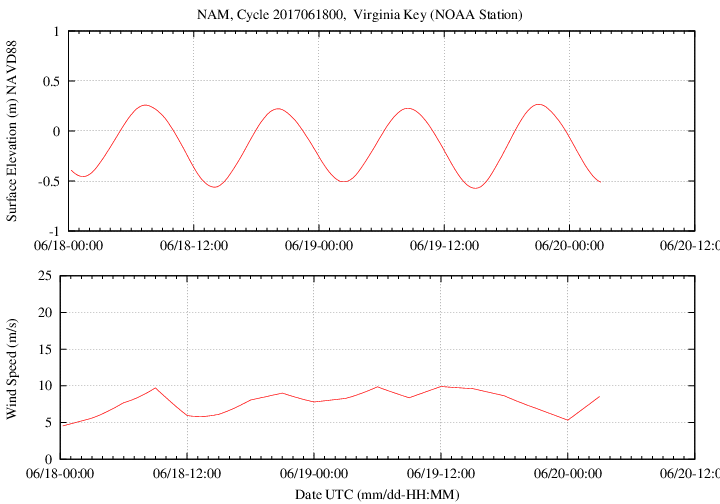 NAM, Cycle 2017061800,  Virginia Key (NOAA Station)
Surface Elevation (m) NAVD88
1
0.5
0
-0.5
-1
06/18-00:00 06/18-12:00 06/19-00:00 06/19-12:00 06/20-00:00 06/20-12:0
Wind Speed (m/s)
25
20
15
10
5
0
06/18-00:00 06/18-12:00 06/19-00:00 06/19-12:00 06/20-00:00 06/20-12:0
Date UTC (mm/dd-HH:MM)